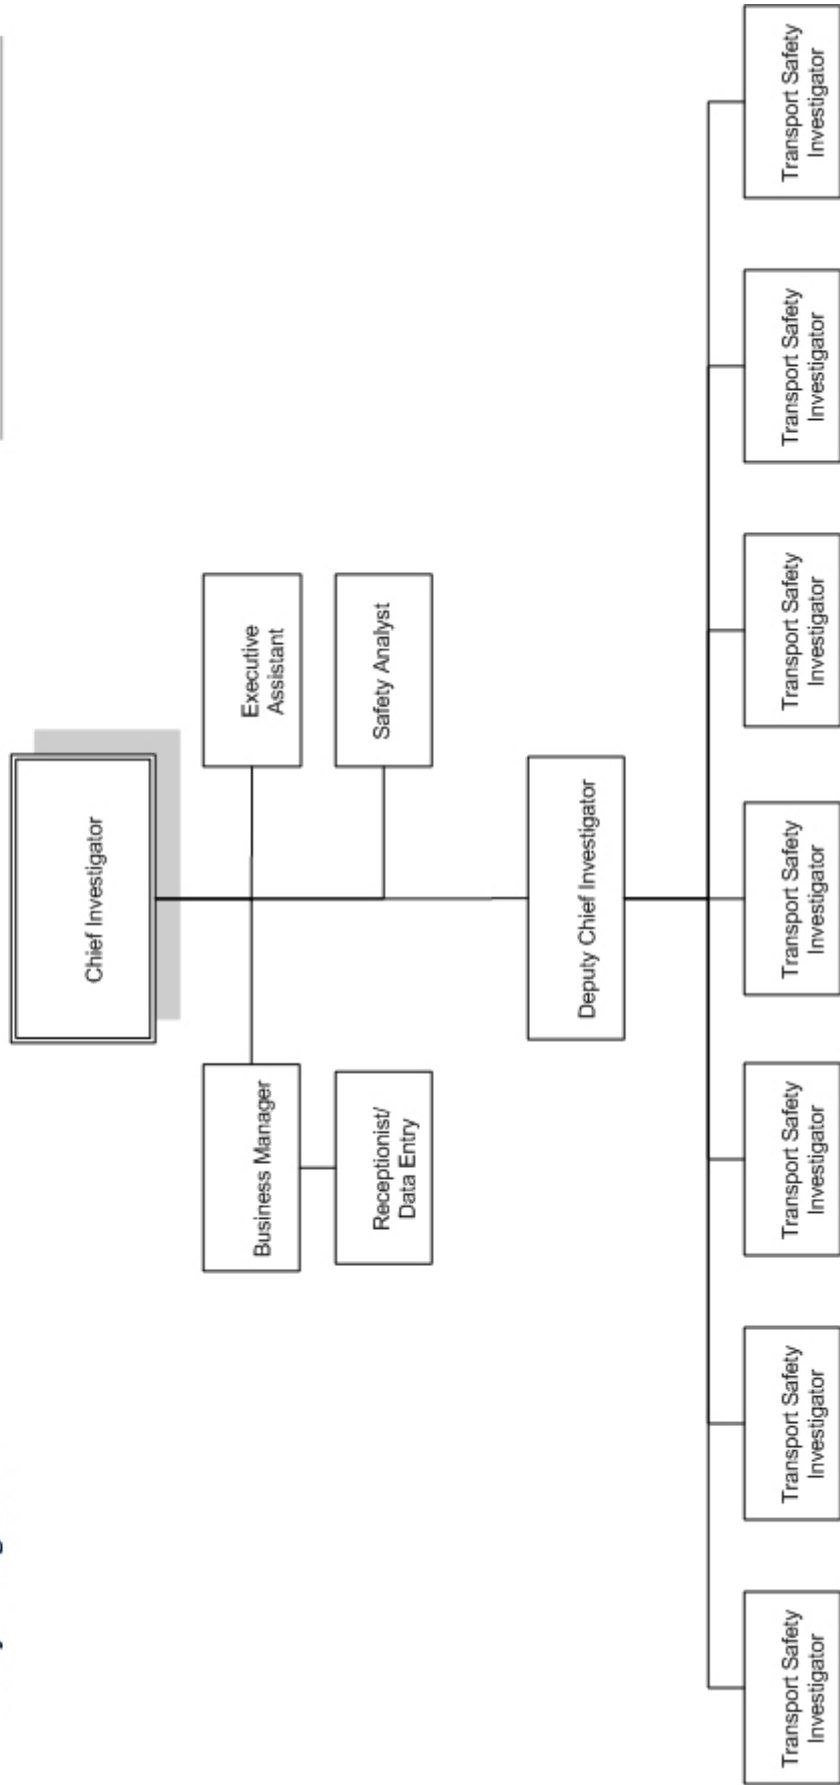 Chief Investigator
Business Manager
Executive
Assistant
Receptionist/
Data Entry
Safety Analyst
Deputy Chief Investigator
Transport Safety
Investigator
Transport Safety
Investigator
Transport Safety
Investigator
Transport Safety
Investigator
Transport Safety
Investigator
Transport Safety
Investigator
Transport Safety
Investigator